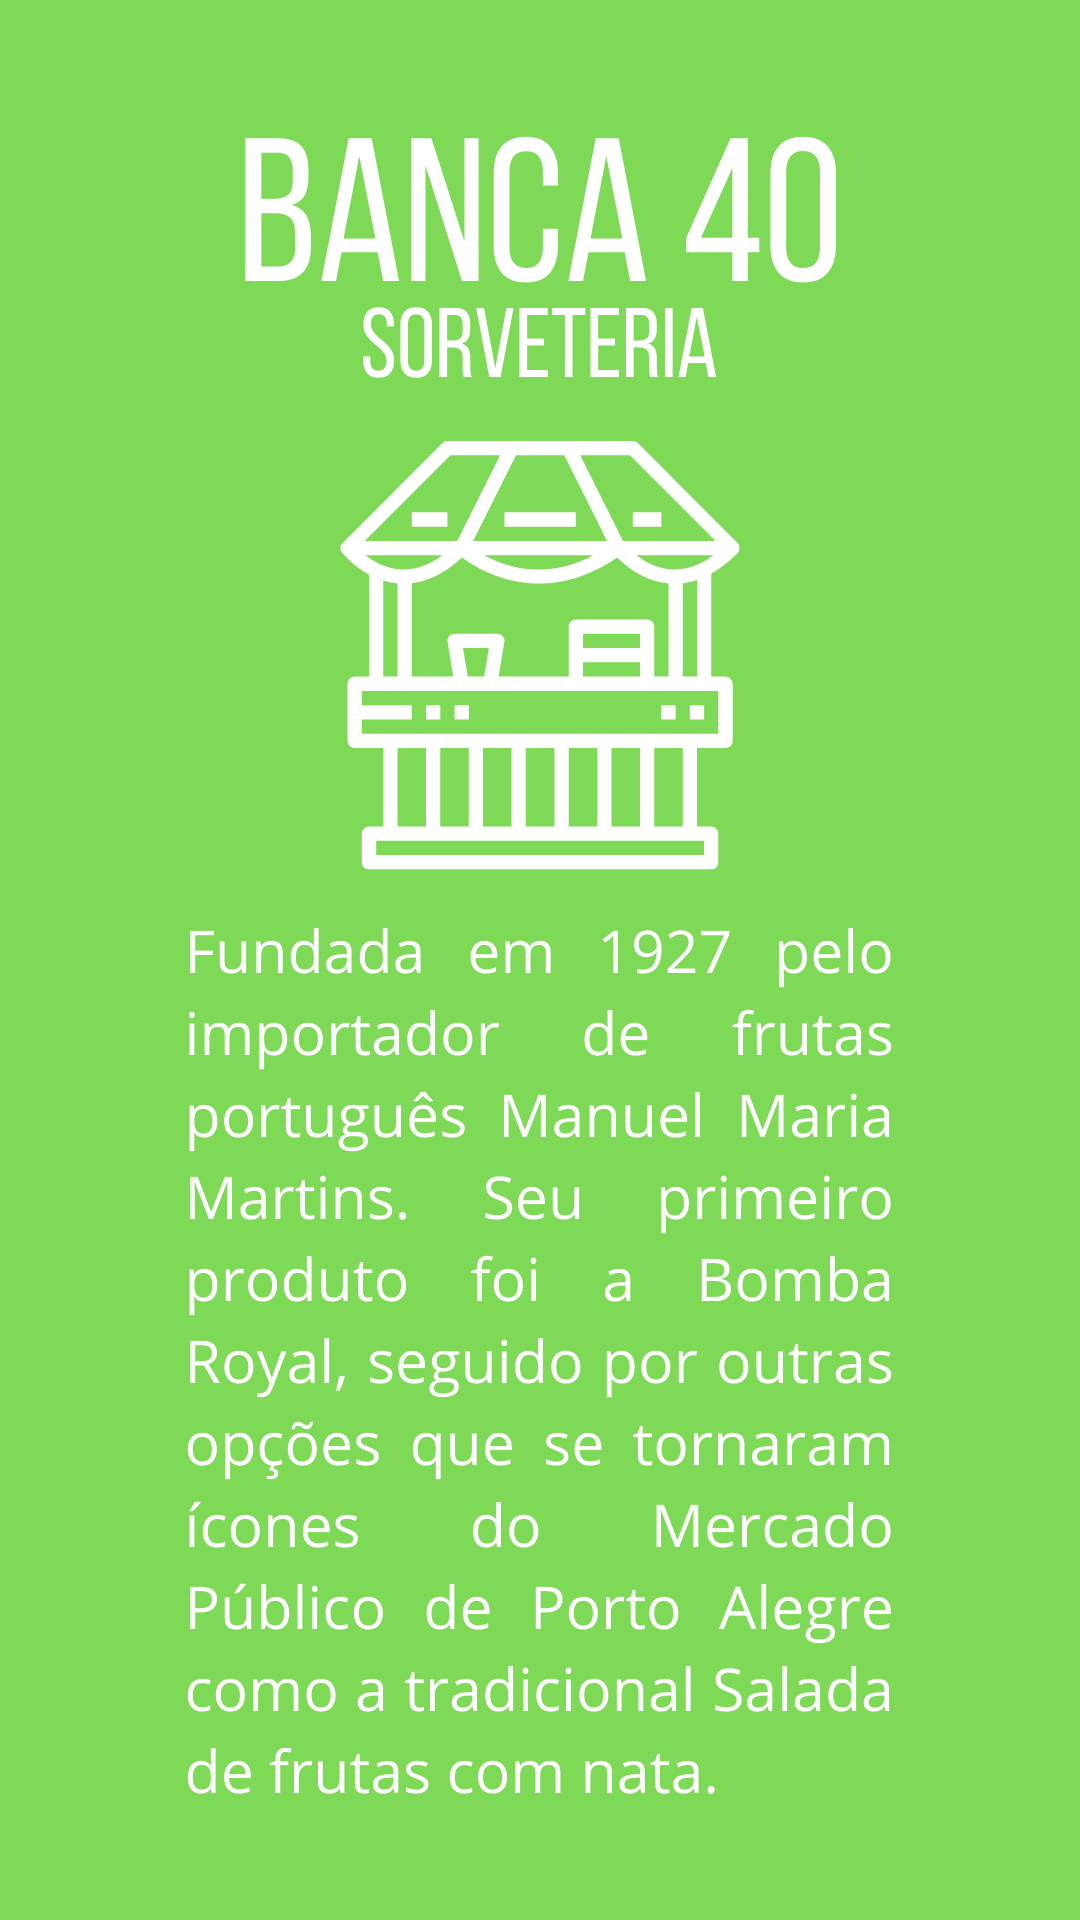 BANCA 40
SORVETERIA
Fundada em 1927 pelo
importador de frutas
português Manuel Maria
Martins. Seu primeiro
produto foi a Bomba
Royal, seguido por outras
opções que se tornaram
ícones do Mercado
Público de Porto Alegre
como a tradicional Salada
de frutas com nata.